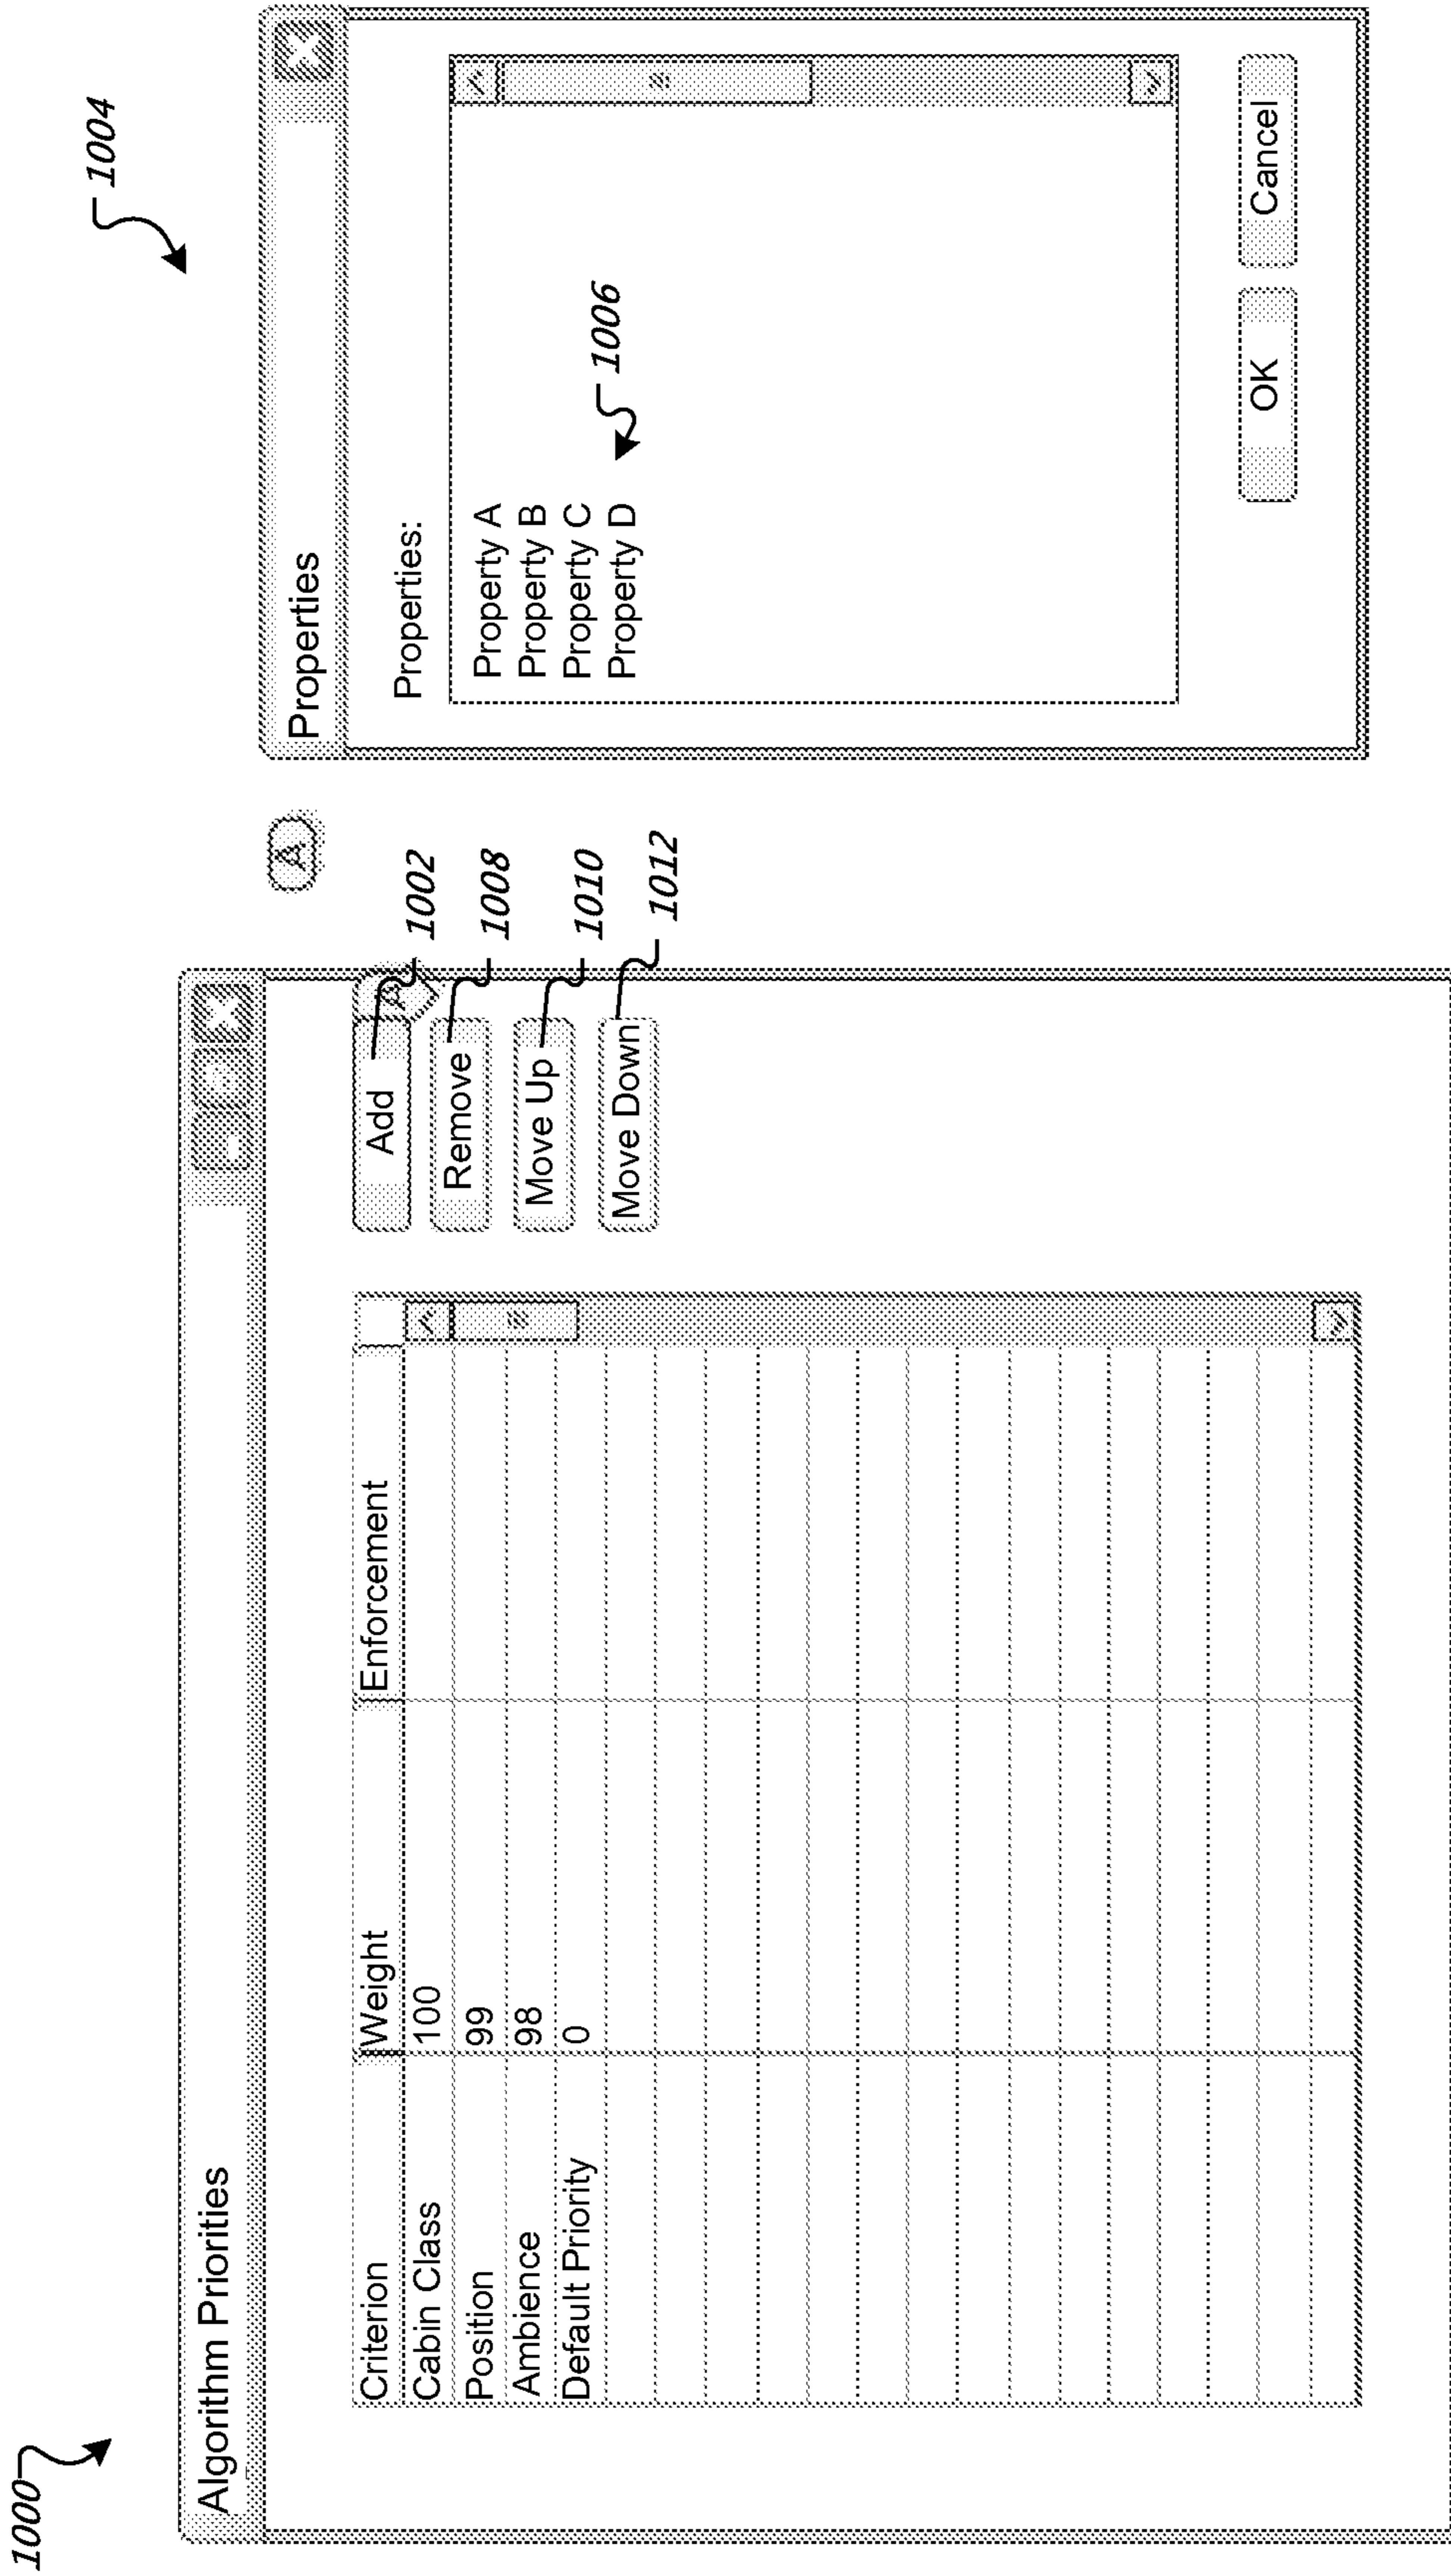 1000
Algorithm Priorities
Criterion Weight Enforcement
Cabin Class 100
Position 99
Ambience 98
Default Priority 0
Add
Remove
Move Up
Move Down
A
1002
1008
1010
1012
A
1004
Properties
Properties:
Property A
Property B
Property C
Property D
1006
OK Cancel